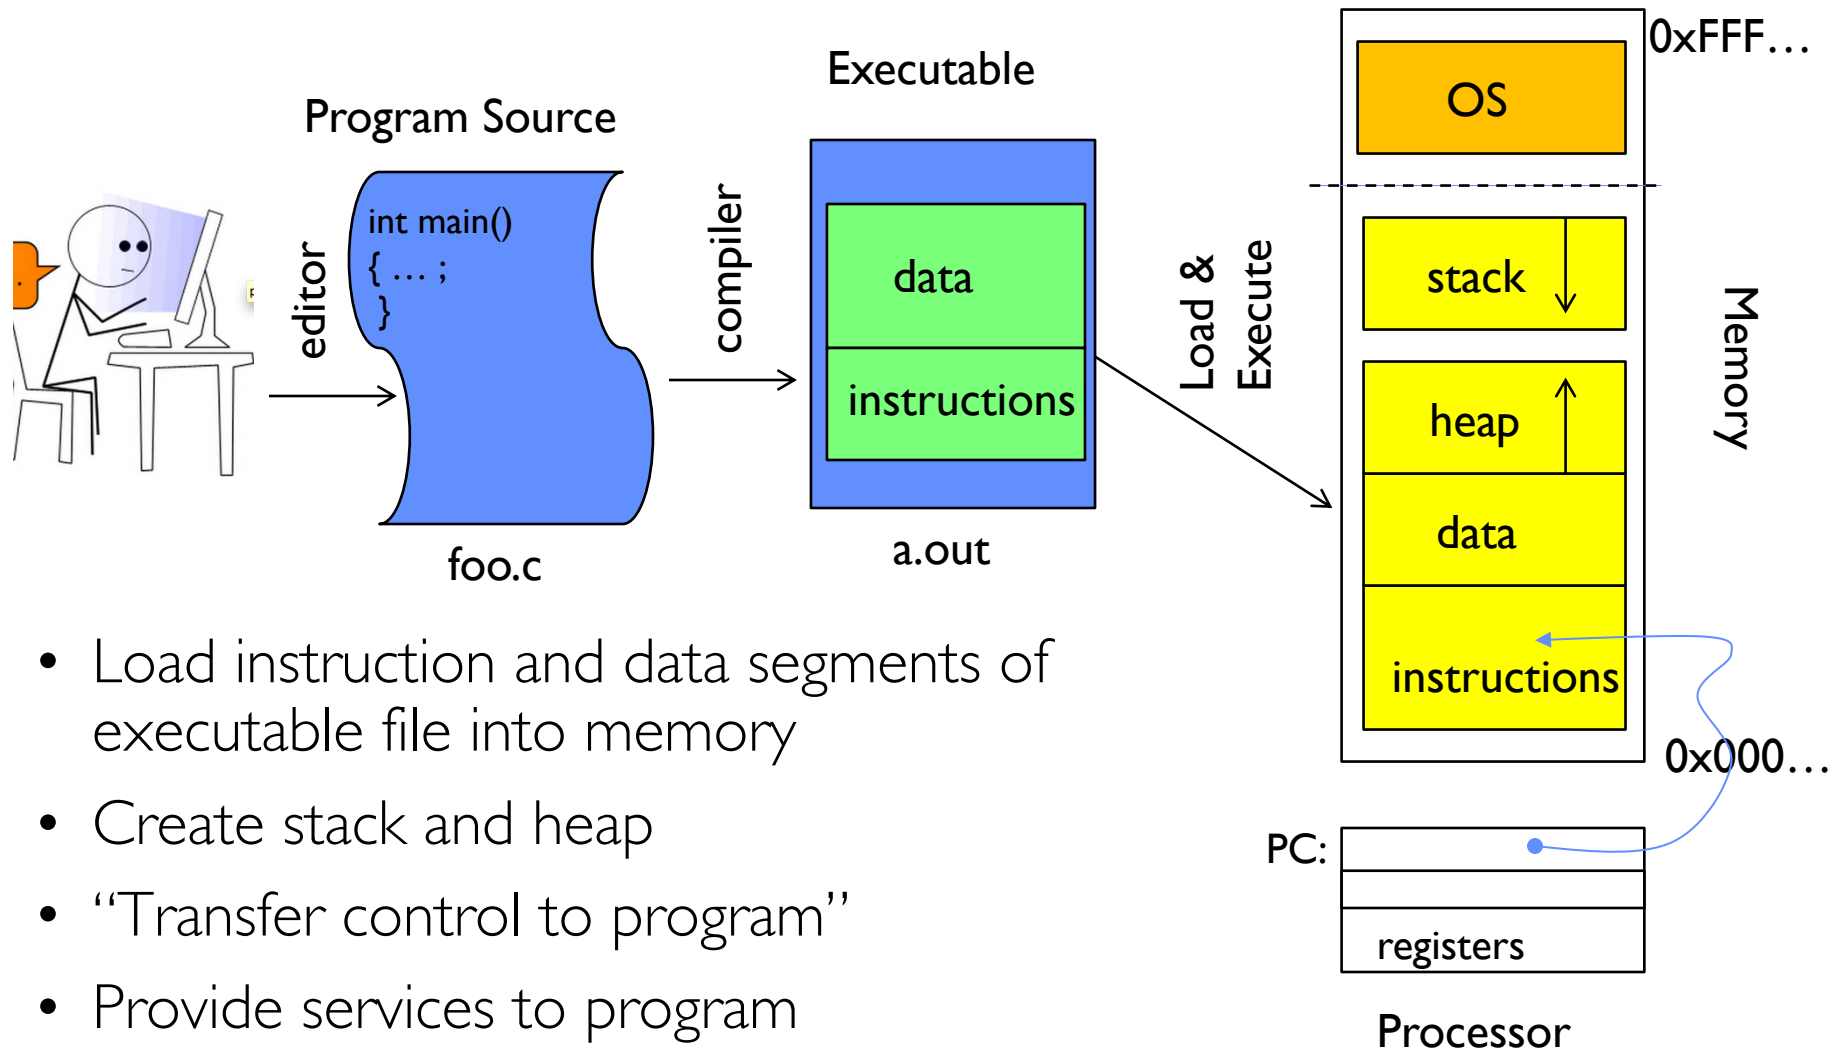 Program Source
editor
int main()
{ … ;
}
foo.c
compiler
Executable
data
instructions
a.out
Load &
Execute
0xFFF…
OS
stack
heap
data
instructions
Memory
0x000…
PC:
registers
Processor
• Load instruction and data segments of
executable file into memory
• Create stack and heap
• “Transfer control to program”
• Provide services to program